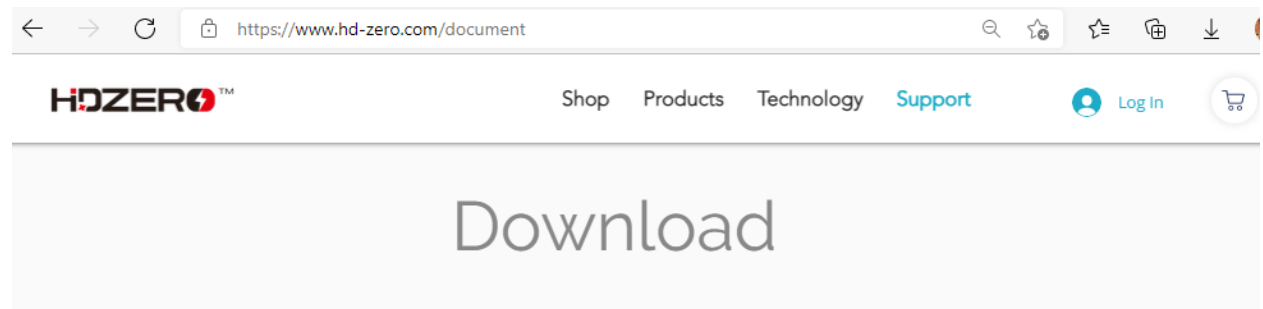 https://www.hd-zero.com/document
HDZERO™ Shop Products Technology Support Log In
Download